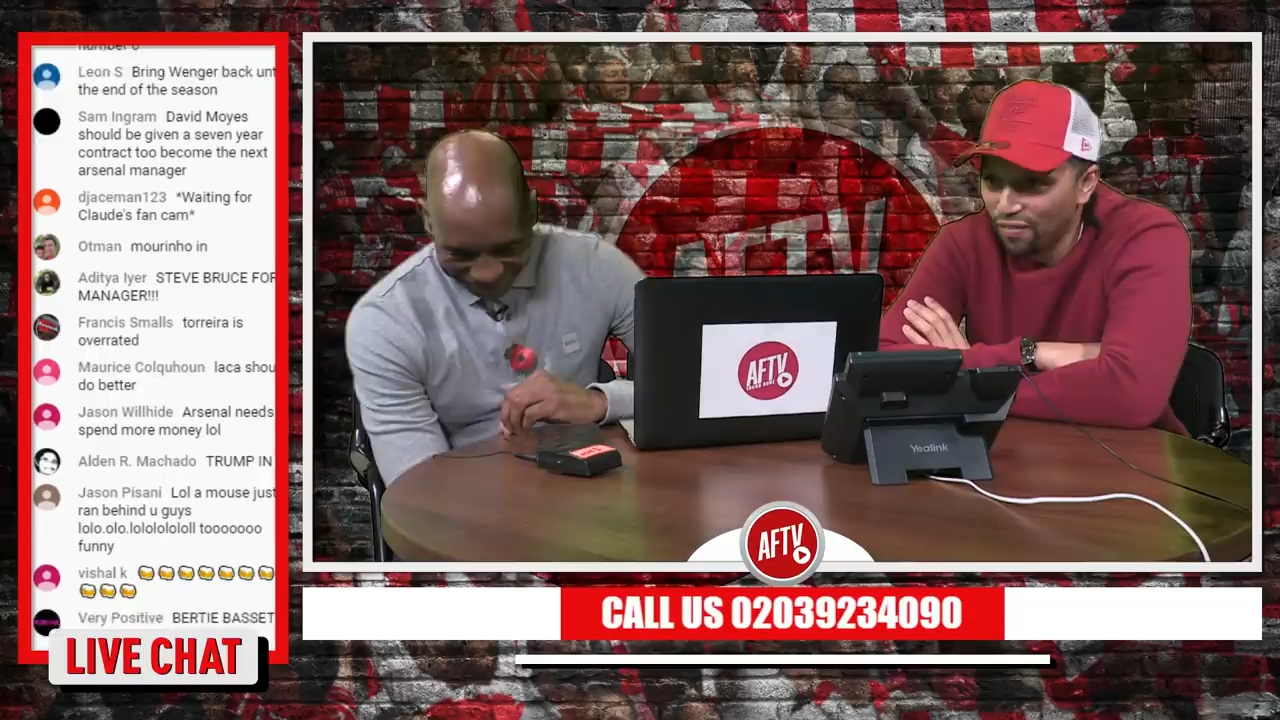 number 6
Leon S Bring Wenger back unt
the end of the season
Sam Ingram David Moyes
should be given a seven year
contract too become the next
arsenal manager
djaceman123 *Waiting for
Claude's fan cam*
Otman mourinho in
Aditya Iyer STEVE BRUCE FOR
MANAGER!!!
Francis Smalls torreira is
overrated
Maurice Colquhoun laca shou
do better
Jason Willhide Arsenal needs
spend more money lol
Alden R. Machado TRUMP IN
Jason Pisani Lol a mouse just
ran behind u guys
lolo.olo.lolololololl tooooooo
funny
vishal k
Very Positive BERTIE BASSET
LIVE CHAT
AFTV
AFTV
Yealink
AFTV
CALL US 02039234090